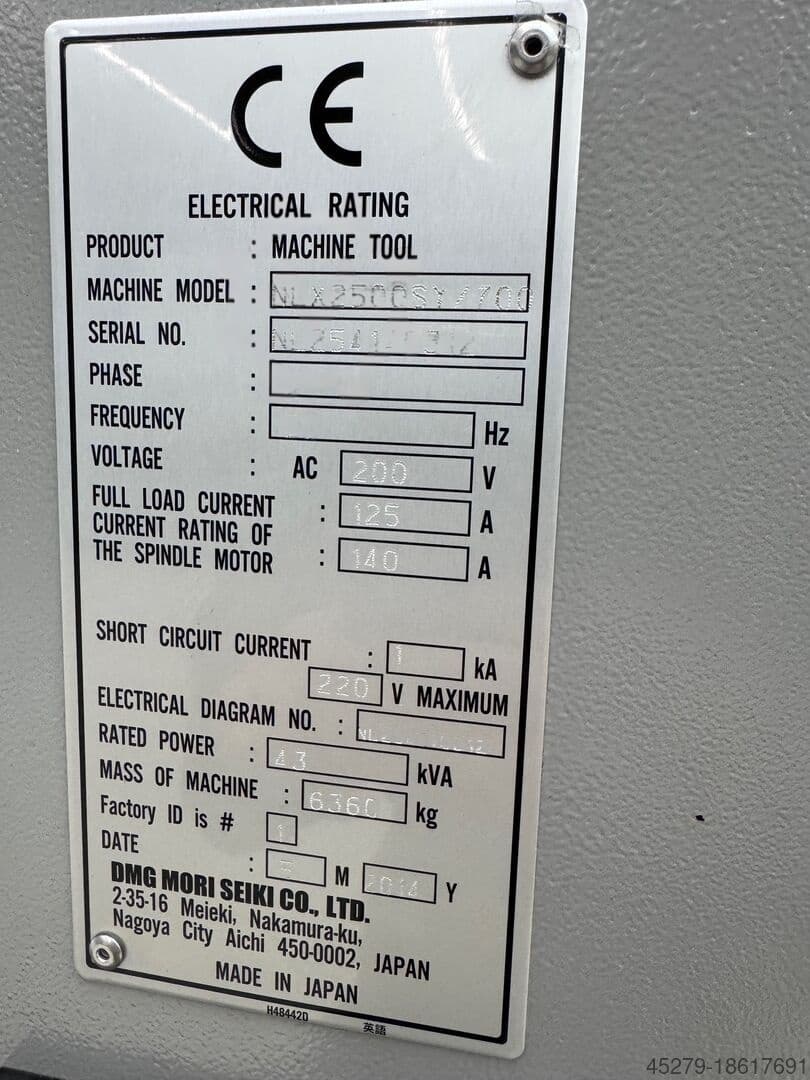 CE
ELECTRICAL RATING
PRODUCT : MACHINE TOOL
MACHINE MODEL : NLX2500SY/700
SERIAL NO. :
PHASE :
FREQUENCY : Hz
VOLTAGE : AC 200 V
FULL LOAD CURRENT : 125 A
CURRENT RATING OF
THE SPINDLE MOTOR : 140 A
SHORT CIRCUIT CURRENT : kA
220 V MAXIMUM
ELECTRICAL DIAGRAM NO. :
RATED POWER : 43 kVA
MASS OF MACHINE : 6360 kg
Factory ID is # 1
DATE : M Y
DMG MORI SEIKI CO., LTD.
2-35-16 Meieki, Nakamura-ku,
Nagoya City Aichi 450-0002, JAPAN
MADE IN JAPAN
H48442D 英語
45279-18617691